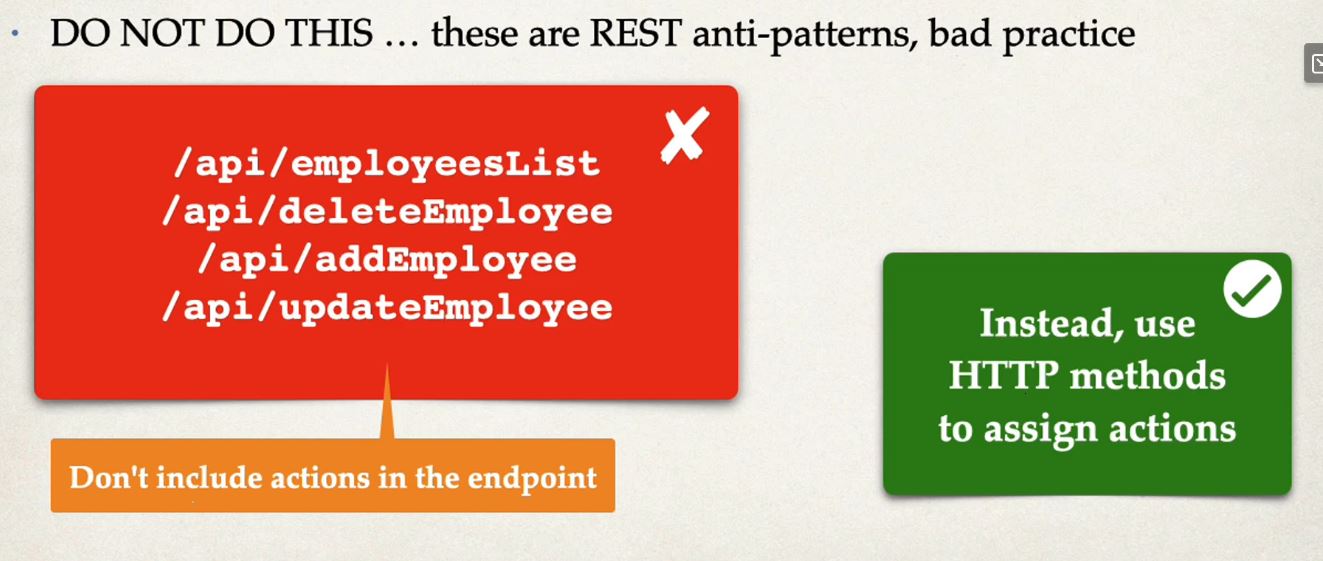 • DO NOT DO THIS … these are REST anti-patterns, bad practice
/api/employeesList
/api/deleteEmployee
/api/addEmployee
/api/updateEmployee
Don't include actions in the endpoint
Instead, use
HTTP methods
to assign actions